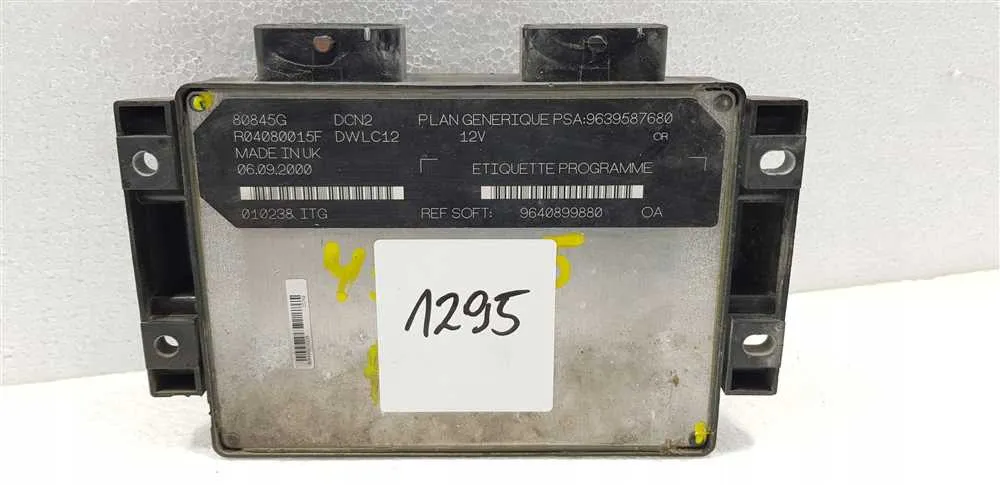 80845G DCN2 PLAN GENERIQUE PSA:9639587680
R04080015F DWLC12 12V OR
MADE IN UK
06.09.2000 ETIQUETTE PROGRAMME
010238 ITG REF SOFT: 9640899880 OA
1295